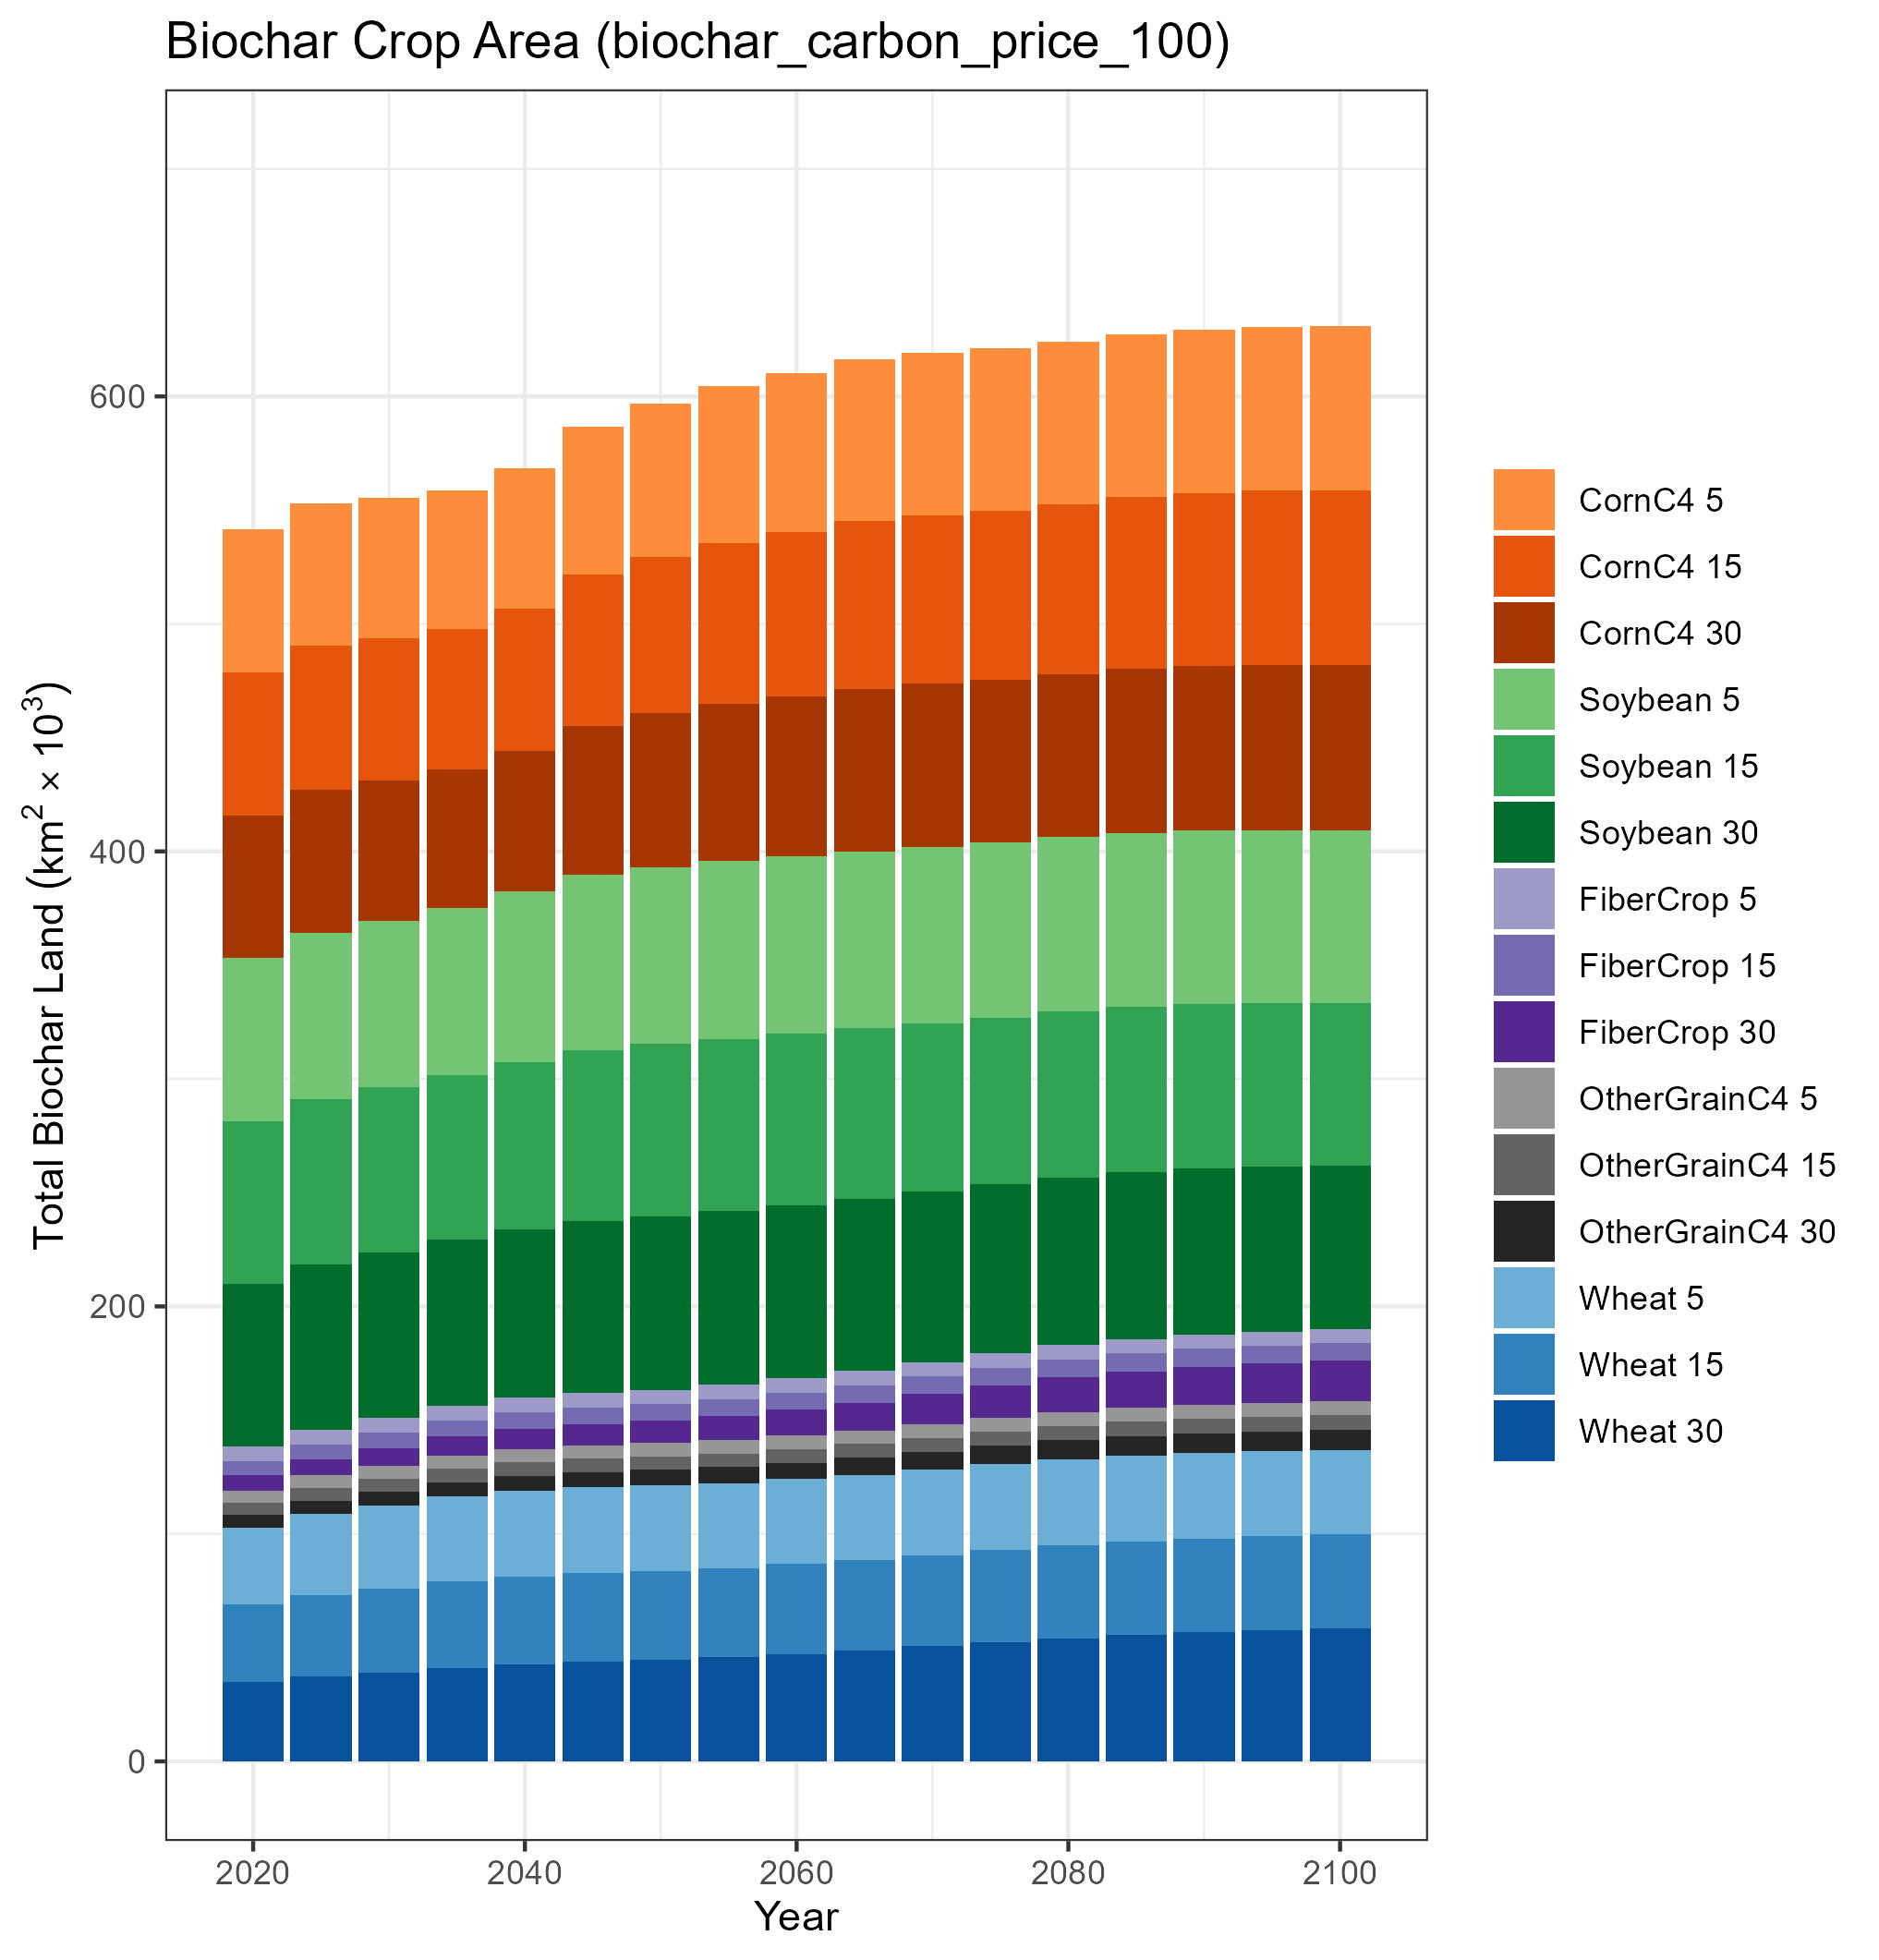 Biochar Crop Area (biochar_carbon_price_100)
Total Biochar Land (km² × 10³)
600
400
200
0
2020 2040 2060 2080 2100
Year
CornC4 5
CornC4 15
CornC4 30
Soybean 5
Soybean 15
Soybean 30
FiberCrop 5
FiberCrop 15
FiberCrop 30
OtherGrainC4 5
OtherGrainC4 15
OtherGrainC4 30
Wheat 5
Wheat 15
Wheat 30